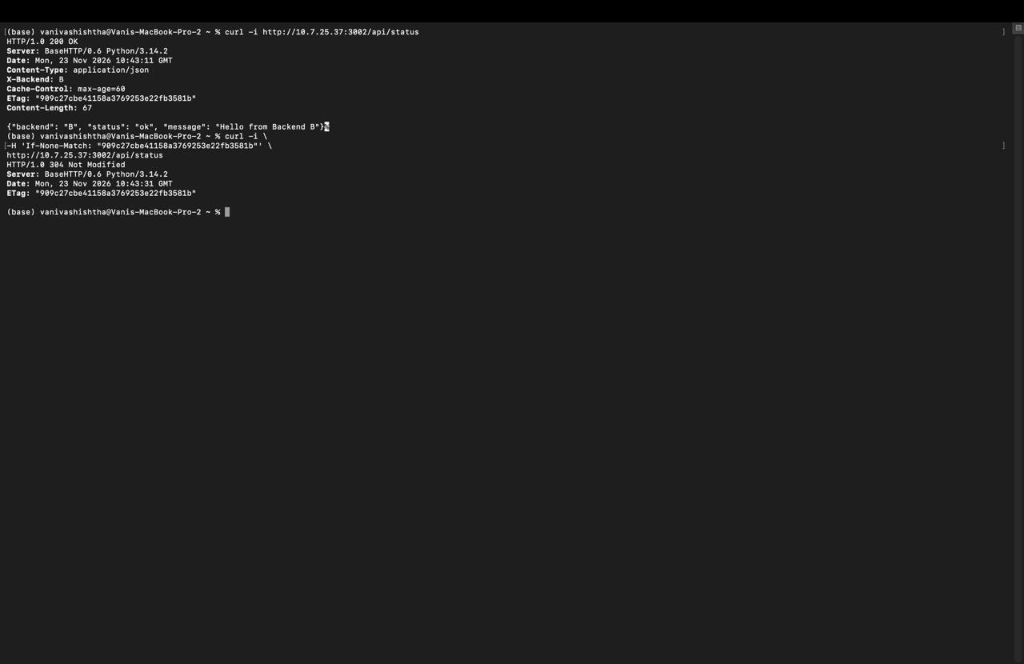 (base) vanivashishtha@Vanis-MacBook-Pro-2 ~ % curl -i http://10.7.25.37:3002/api/status
HTTP/1.0 200 OK
Server: BaseHTTP/0.6 Python/3.14.2
Date: Mon, 23 Nov 2026 10:43:11 GMT
Content-Type: application/json
X-Backend: B
Cache-Control: max-age=60
ETag: "909c27cbe41158a3769253e22fb3581b"
Content-Length: 67

{"backend": "B", "status": "ok", "message": "Hello from Backend B"}%
(base) vanivashishtha@Vanis-MacBook-Pro-2 ~ % curl -i \
-H 'If-None-Match: "909c27cbe41158a3769253e22fb3581b"' \
http://10.7.25.37:3002/api/status
HTTP/1.0 304 Not Modified
Server: BaseHTTP/0.6 Python/3.14.2
Date: Mon, 23 Nov 2026 10:43:31 GMT
ETag: "909c27cbe41158a3769253e22fb3581b"

(base) vanivashishtha@Vanis-MacBook-Pro-2 ~ %